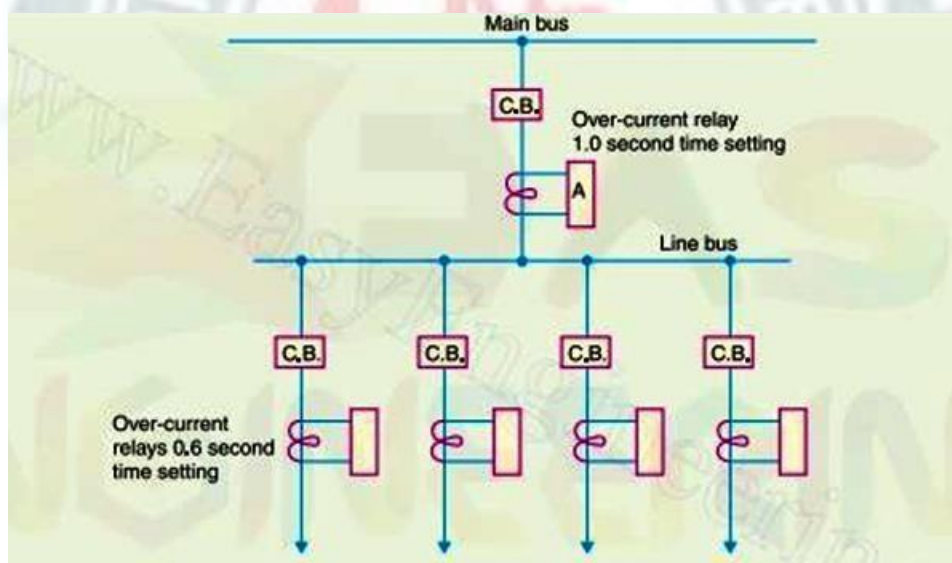 Main bus
C.B.
Over-current relay
1.0 second time setting
A
Line bus
C.B.
C.B.
C.B.
C.B.
Over-current
relays 0.6 second
time setting